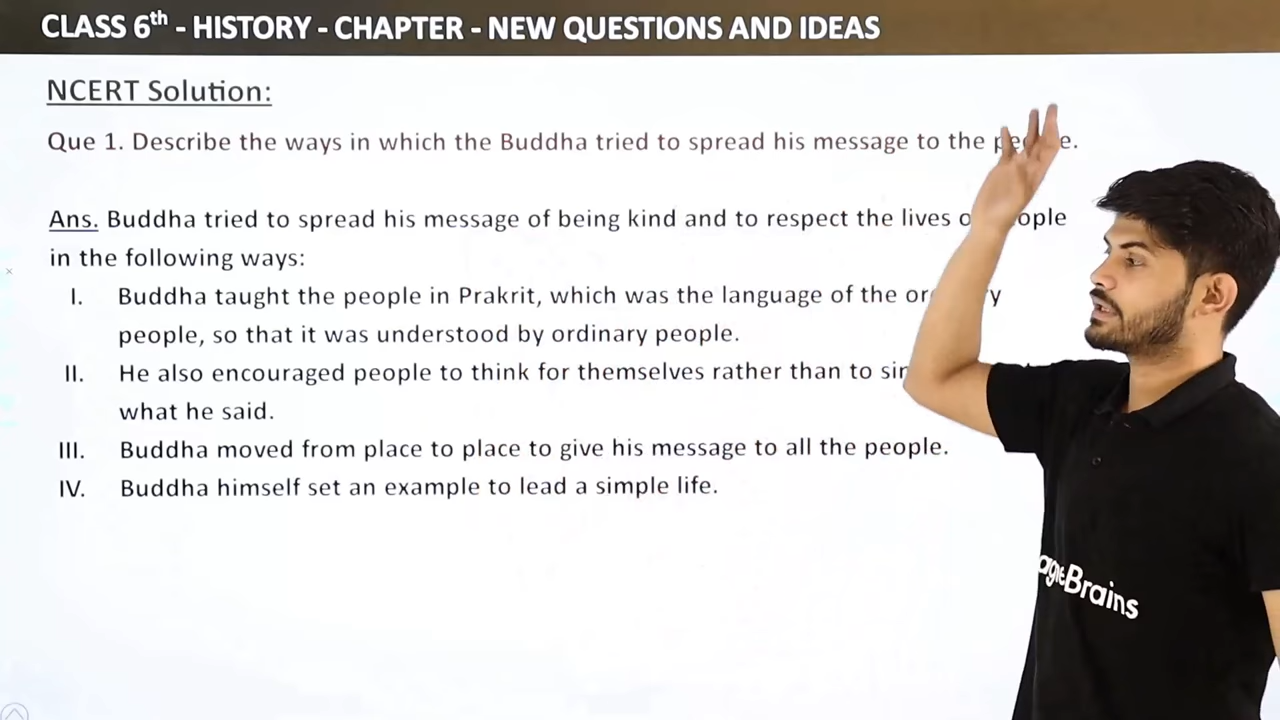 CLASS 6th - HISTORY - CHAPTER - NEW QUESTIONS AND IDEAS
NCERT Solution:
Que 1. Describe the ways in which the Buddha tried to spread his message to the
Ans. Buddha tried to spread his message of being kind and to respect the lives
in the following ways:
I. Buddha taught the people in Prakrit, which was the language of the
people, so that it was understood by ordinary people.
II. He also encouraged people to think for themselves rather than to
what he said.
III. Buddha moved from place to place to give his message to all the people.
IV. Buddha himself set an example to lead a simple life.
Brains